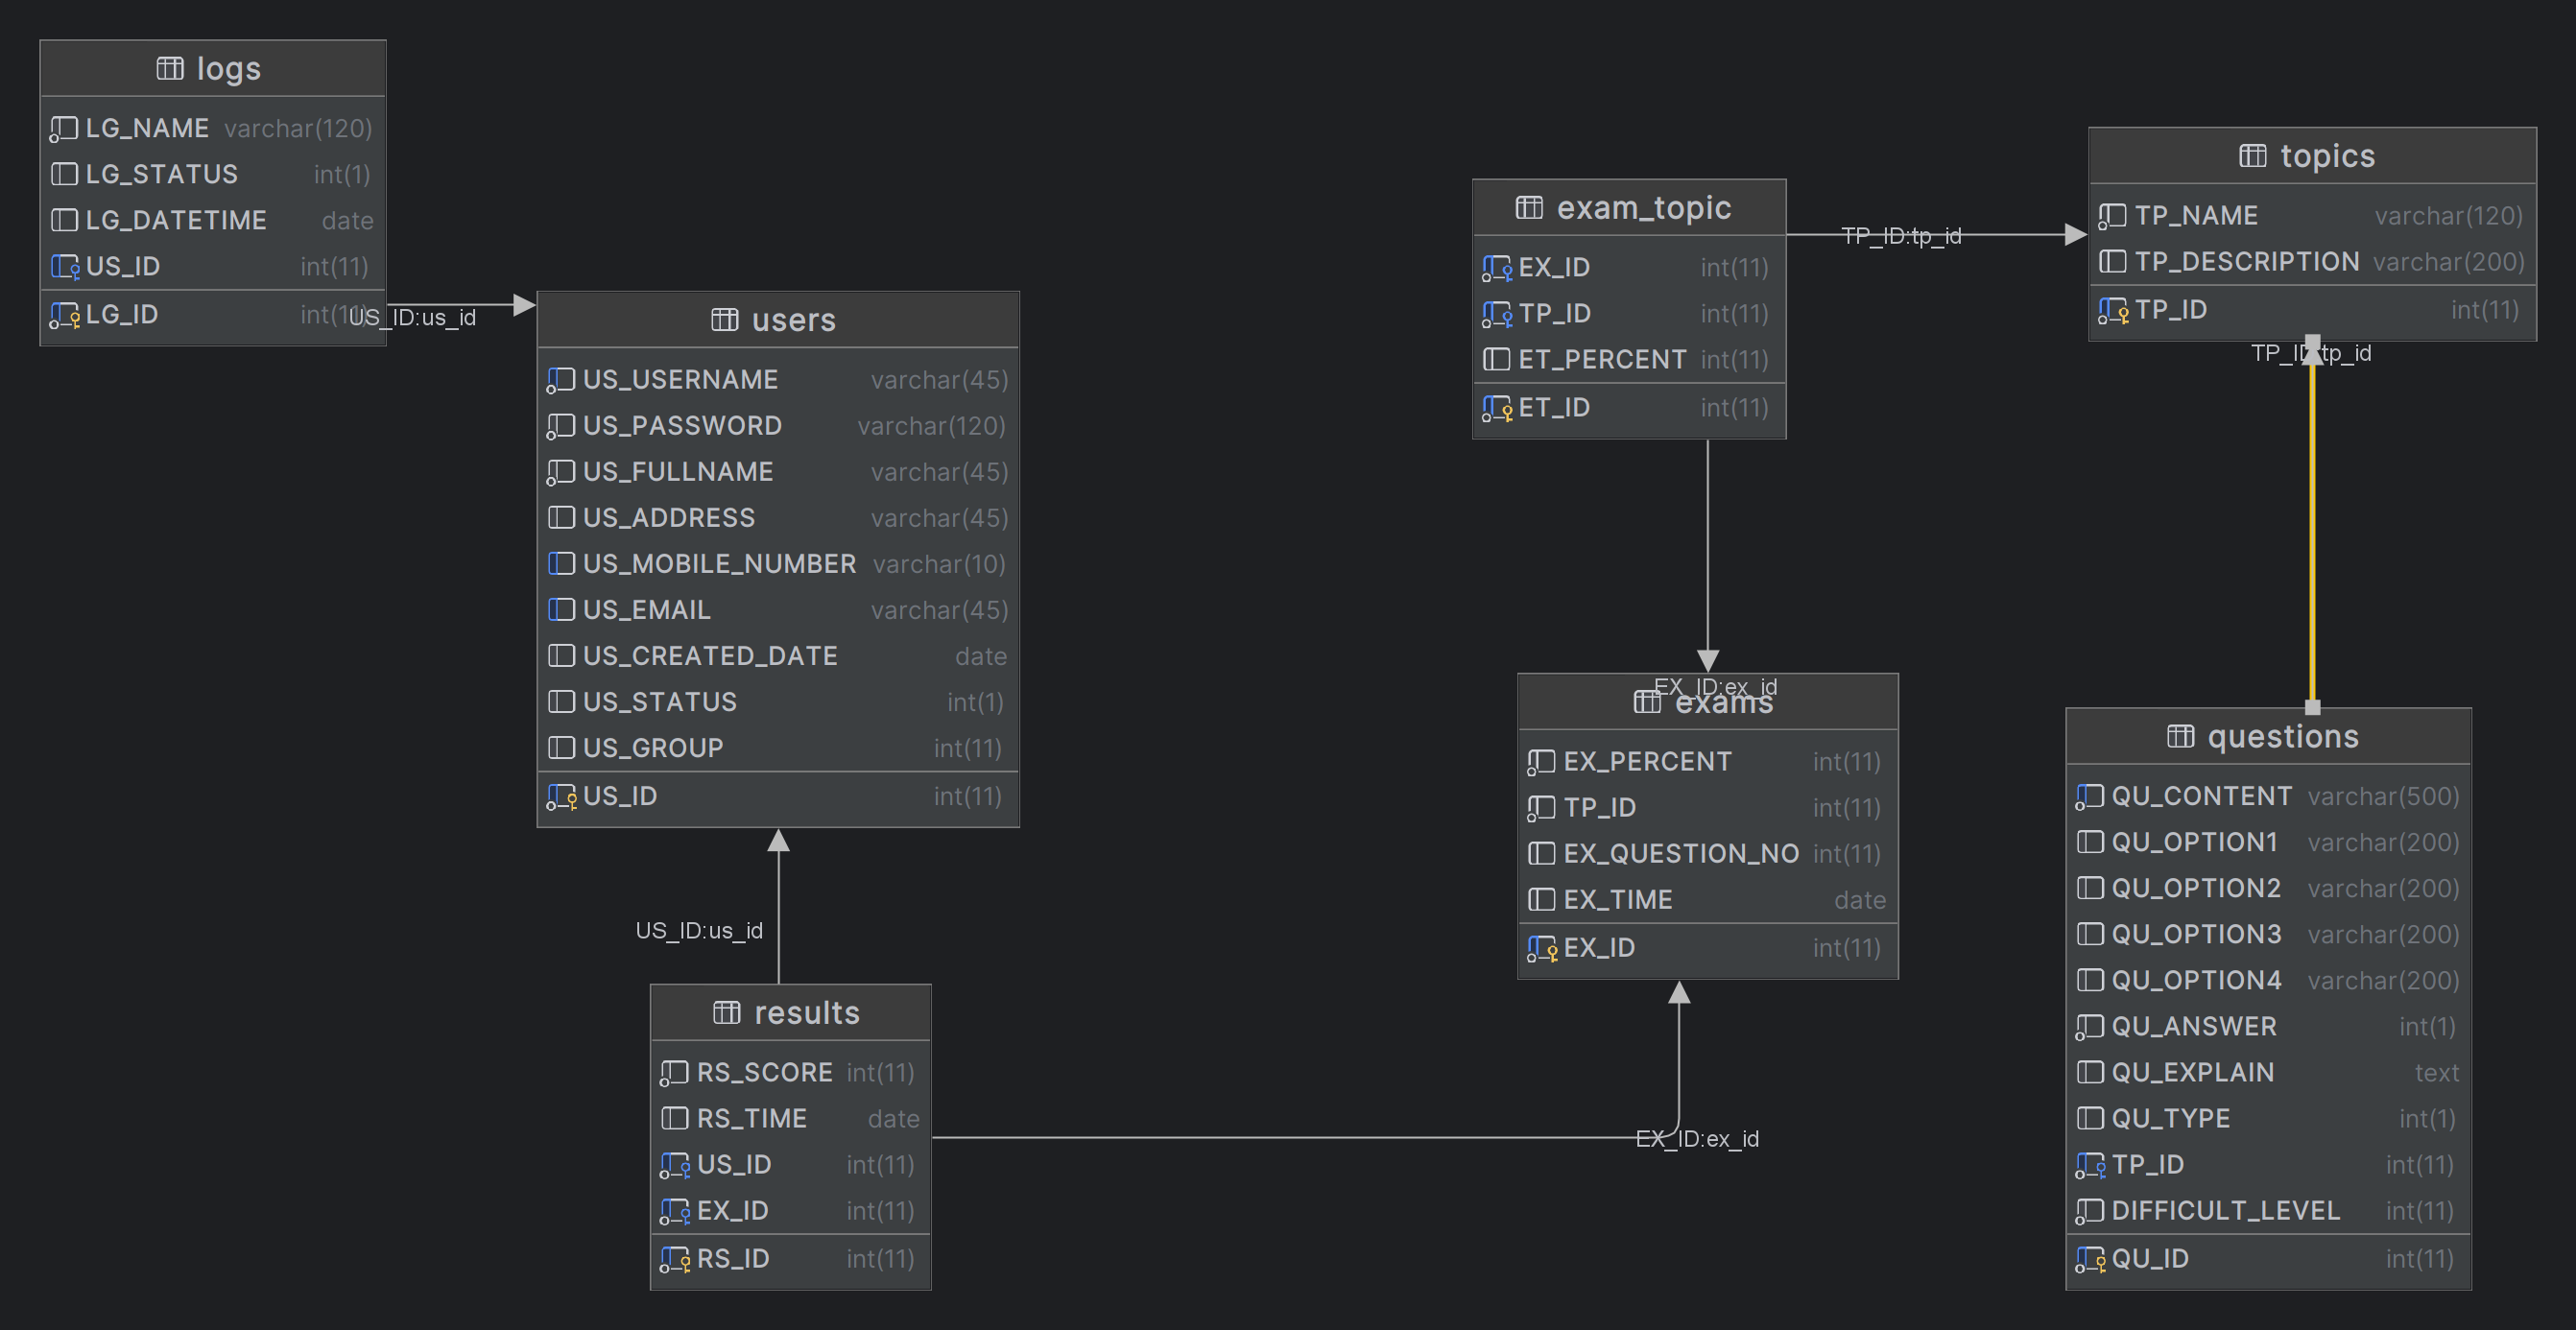 logs
LG_NAME varchar(120)
LG_STATUS int(1)
LG_DATETIME date
US_ID int(11)
LG_ID int(11)
US_ID:us_id
users
US_USERNAME varchar(45)
US_PASSWORD varchar(120)
US_FULLNAME varchar(45)
US_ADDRESS varchar(45)
US_MOBILE_NUMBER varchar(10)
US_EMAIL varchar(45)
US_CREATED_DATE date
US_STATUS int(1)
US_GROUP int(11)
US_ID int(11)
US_ID:us_id
results
RS_SCORE int(11)
RS_TIME date
US_ID int(11)
EX_ID int(11)
RS_ID int(11)
EX_ID:ex_id
exam_topic
EX_ID int(11)
TP_ID int(11)
ET_PERCENT int(11)
ET_ID int(11)
TP_ID:tp_id
EX_ID:ex_id
exams
EX_PERCENT int(11)
TP_ID int(11)
EX_QUESTION_NO int(11)
EX_TIME date
EX_ID int(11)
topics
TP_NAME varchar(120)
TP_DESCRIPTION varchar(200)
TP_ID int(11)
TP_ID:tp_id
questions
QU_CONTENT varchar(500)
QU_OPTION1 varchar(200)
QU_OPTION2 varchar(200)
QU_OPTION3 varchar(200)
QU_OPTION4 varchar(200)
QU_ANSWER int(1)
QU_EXPLAIN text
QU_TYPE int(1)
TP_ID int(11)
DIFFICULT_LEVEL int(11)
QU_ID int(11)